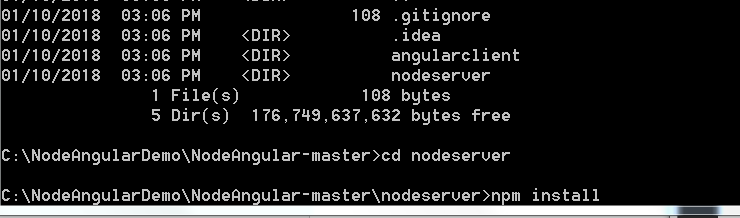 01/10/2018  03:06 PM               108 .gitignore
01/10/2018  03:06 PM    <DIR>          .idea
01/10/2018  03:06 PM    <DIR>          angularclient
01/10/2018  03:06 PM    <DIR>          nodeserver
1 File(s)            108 bytes
5 Dir(s)  176,749,637,632 bytes free
C:\NodeAngularDemo\NodeAngular-master>cd nodeserver
C:\NodeAngularDemo\NodeAngular-master\nodeserver>npm install